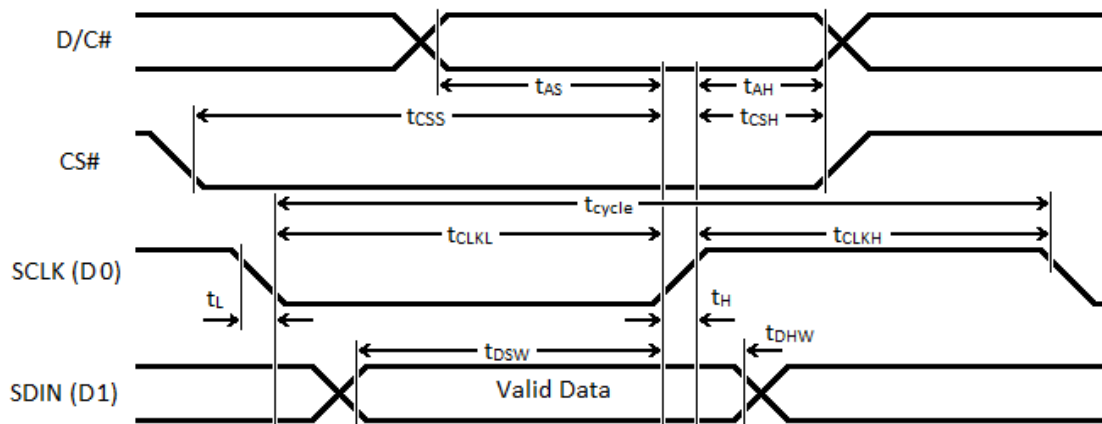 D/C#
tAS
tAH
tCSS
tCSH
CS#
tcycle
tCLKL
tCLKH
SCLK (D0)
tL
tH
tDSW
tDHW
SDIN (D1)
Valid Data